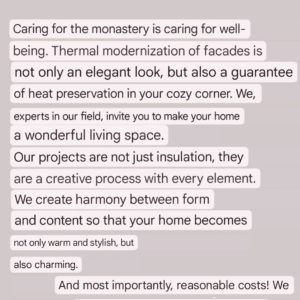 Caring for the monastery is caring for well-
being. Thermal modernization of facades is
not only an elegant look, but also a guarantee
of heat preservation in your cozy corner. We,
experts in our field, invite you to make your home
a wonderful living space.
Our projects are not just insulation, they
are a creative process with every element.
We create harmony between form
and content so that your home becomes
not only warm and stylish, but
also charming.
And most importantly, reasonable costs! We